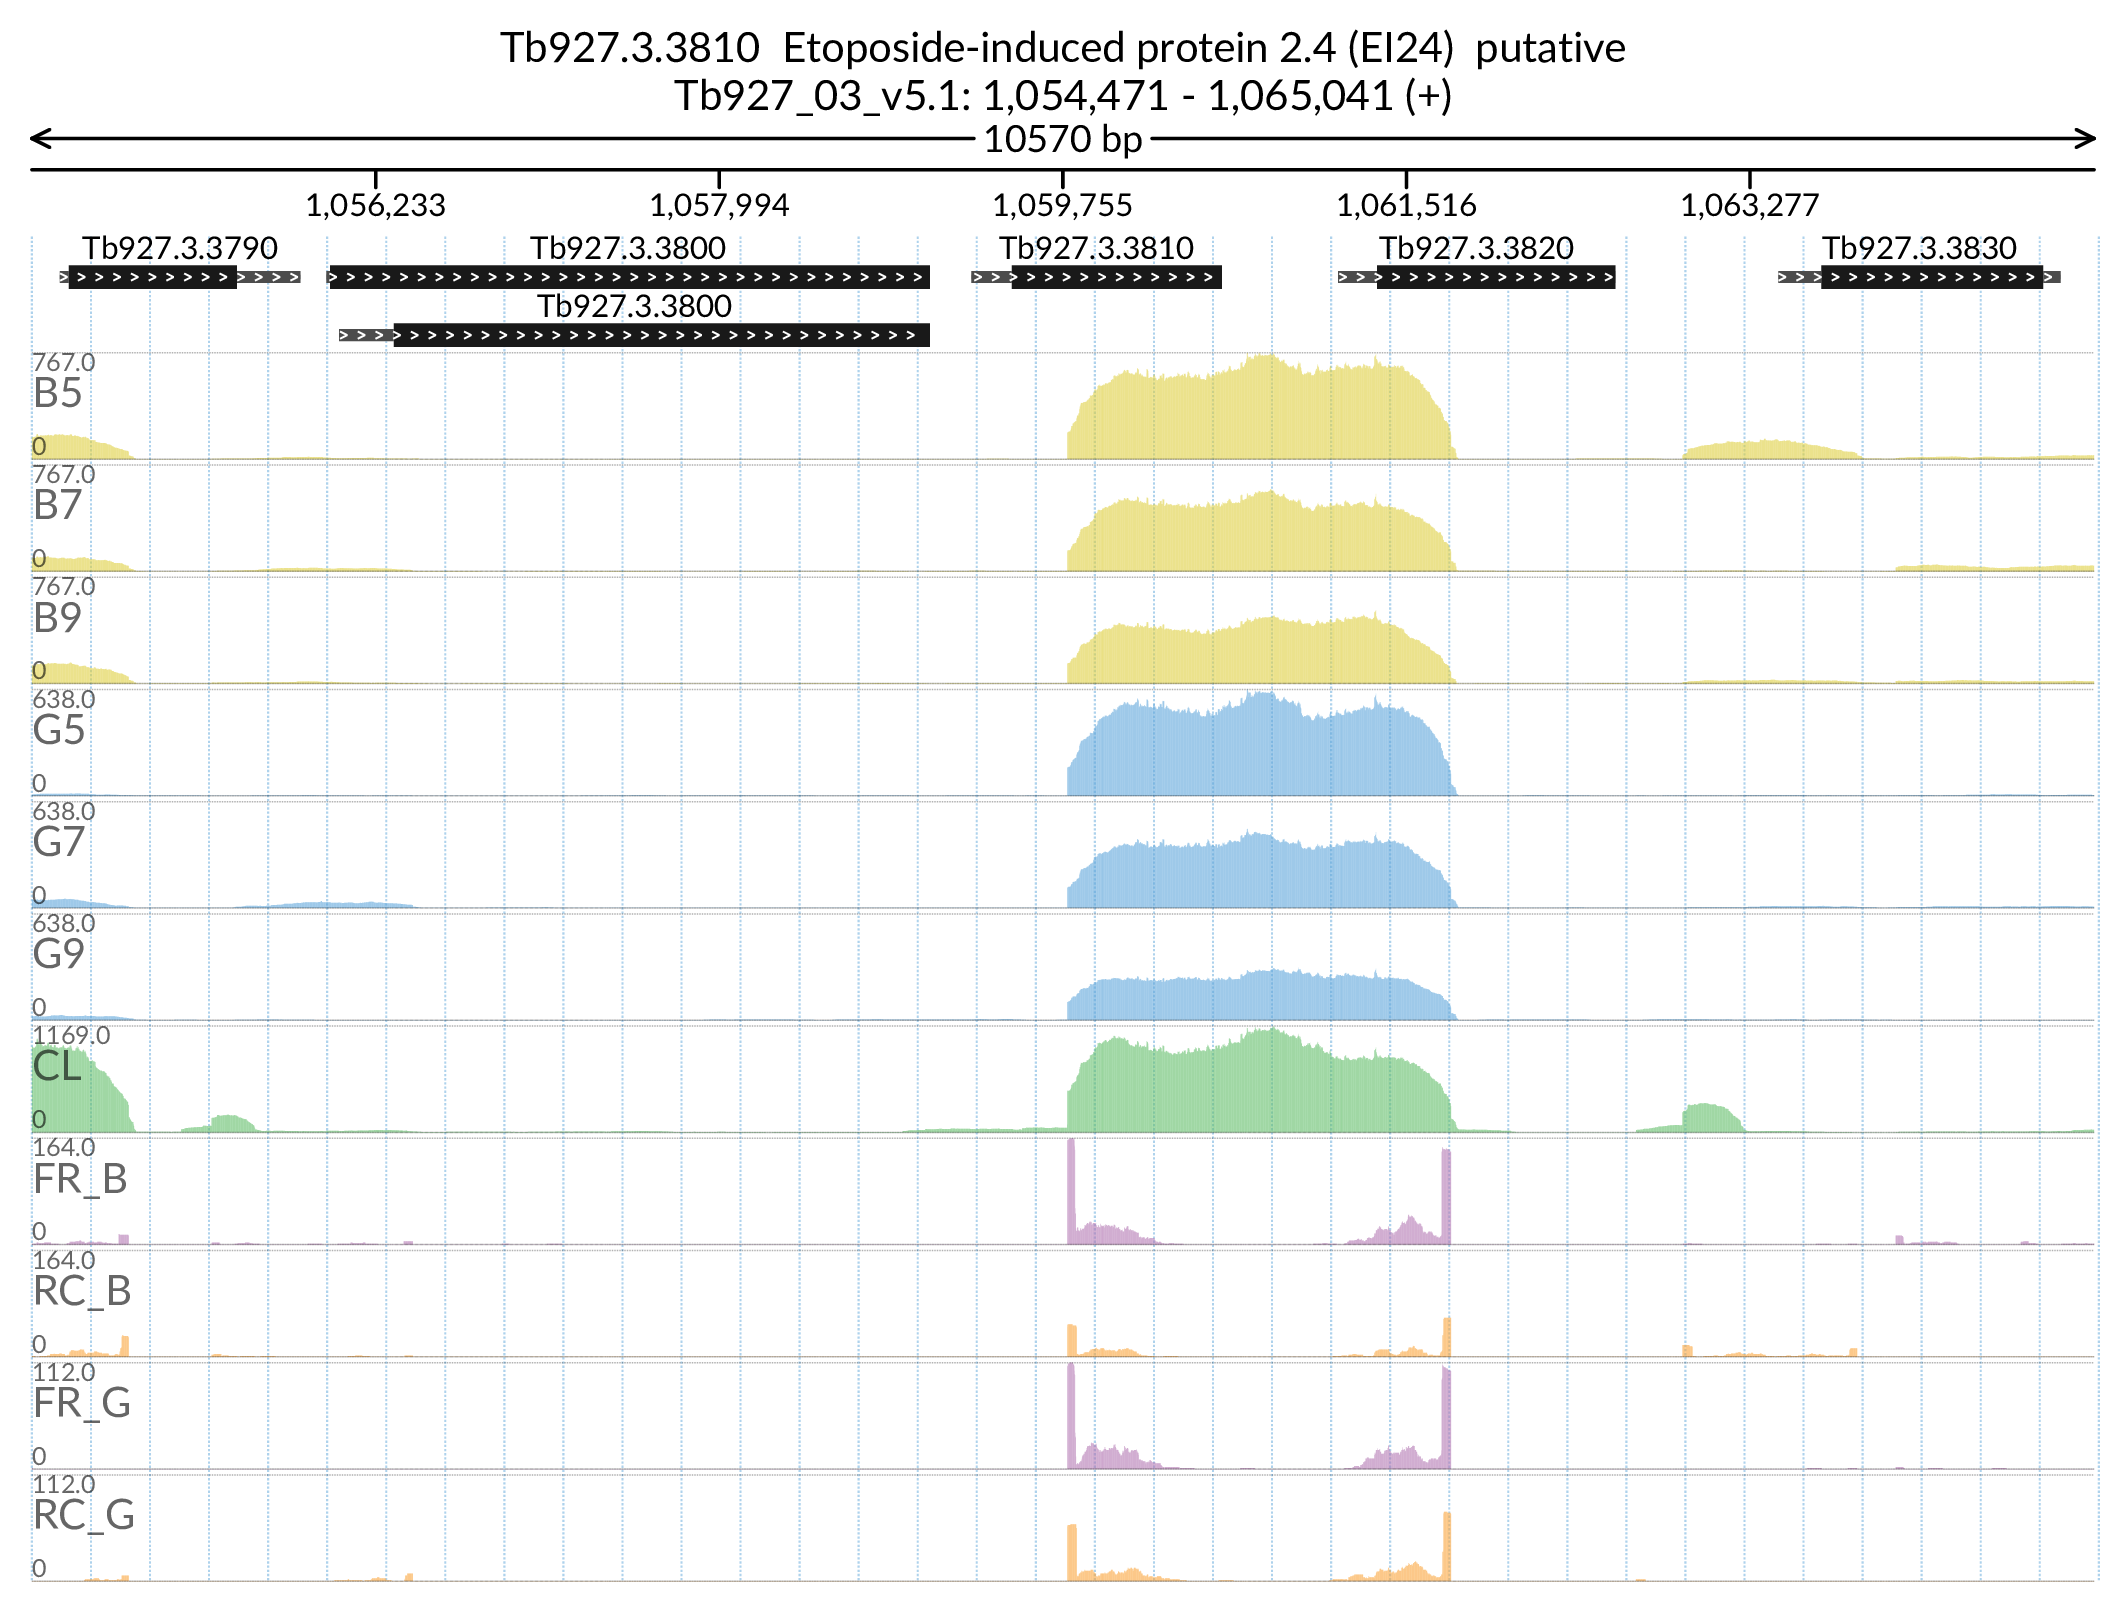 Tb927.3.3810 Etoposide-induced protein 2.4 (EI24) putative
Tb927_03_v5.1: 1,054,471 - 1,065,041 (+)
10570 bp
1,056,233 1,057,994 1,059,755 1,061,516 1,063,277
Tb927.3.3790 Tb927.3.3800 Tb927.3.3810 Tb927.3.3820 Tb927.3.3830
Tb927.3.3800
767.0
B5
0
767.0
B7
0
767.0
B9
0
638.0
G5
0
638.0
G7
0
638.0
G9
0
1169.0
CL
0
164.0
FR_B
0
164.0
RC_B
0
112.0
FR_G
0
112.0
RC_G
0